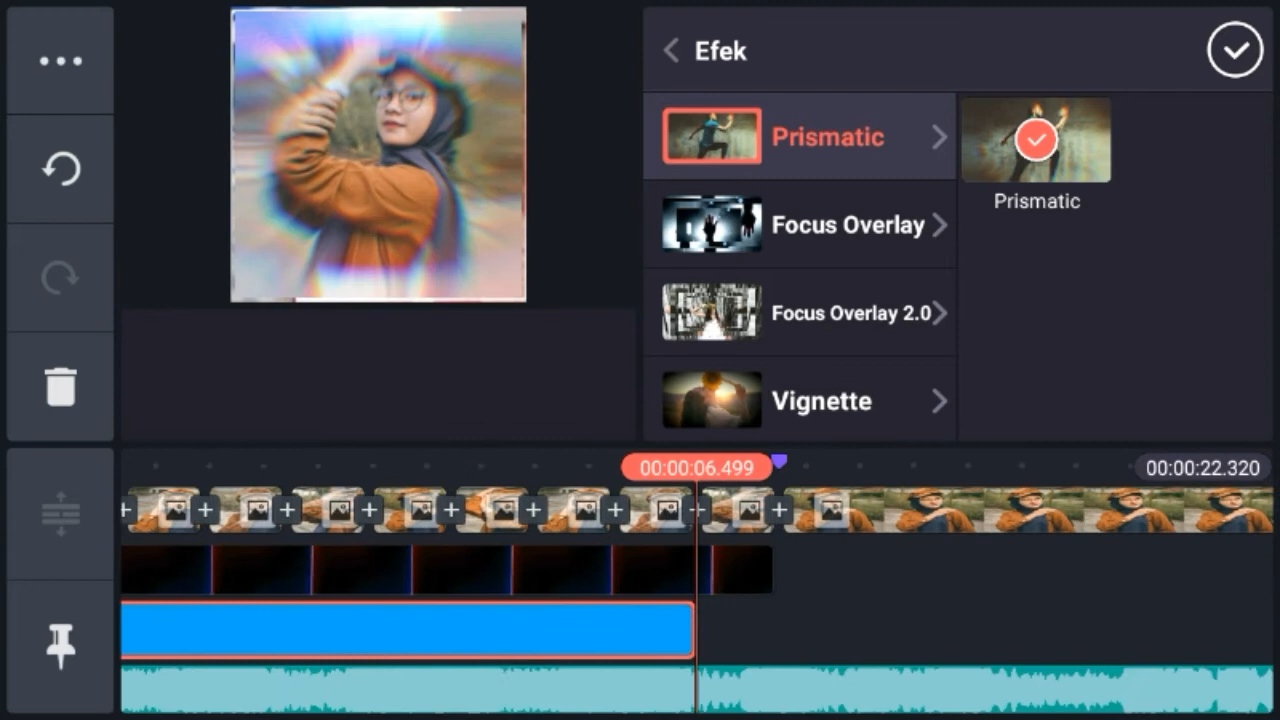 Efek
Prismatic
Prismatic
Focus Overlay
Focus Overlay 2.0
Vignette
00:00:06.499
00:00:22.320